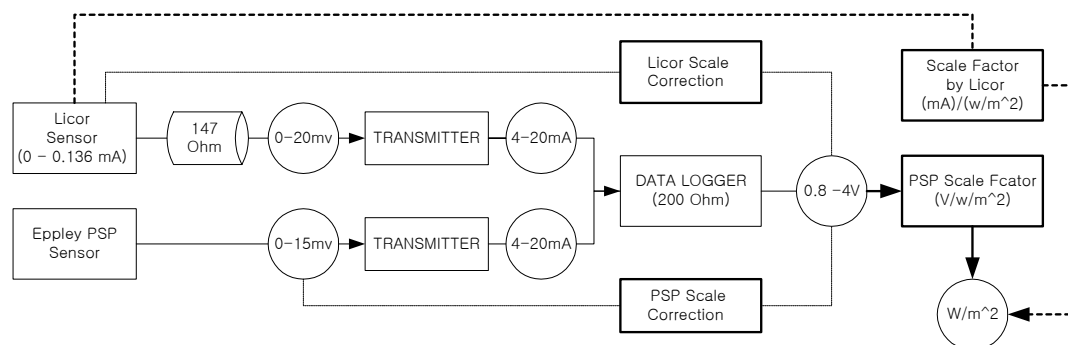 Licor Scale
Correction
Scale Factor
by Licor
(mA)/(w/m^2)
Licor
Sensor
(0 - 0.136 mA)
147
Ohm
0-20mv
TRANSMITTER
4-20mA
DATA LOGGER
(200 Ohm)
0.8 -4V
PSP Scale Fcator
(V/w/m^2)
Eppley PSP
Sensor
0-15mv
TRANSMITTER
4-20mA
PSP Scale
Correction
W/m^2